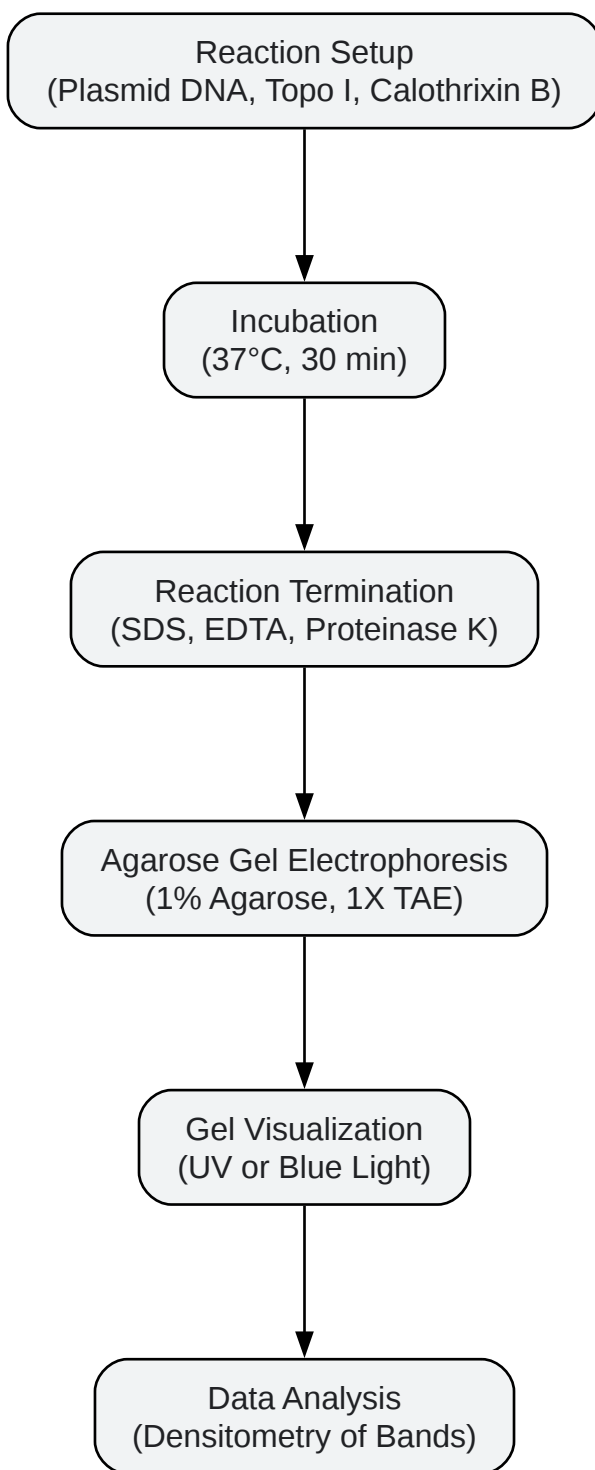 Reaction Setup
(Plasmid DNA, Topo I, Calothrixin B)
Incubation
(37°C, 30 min)
Reaction Termination
(SDS, EDTA, Proteinase K)
Agarose Gel Electrophoresis
(1% Agarose, 1X TAE)
Gel Visualization
(UV or Blue Light)
Data Analysis
(Densitometry of Bands)